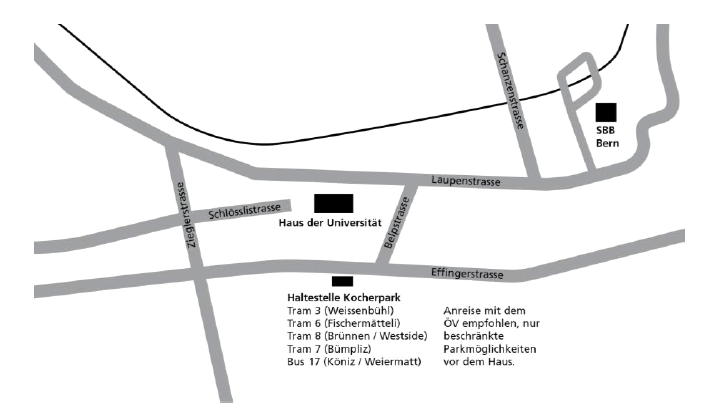 Schanzenstrasse
SBB
Bern
Laupenstrasse
Zieglerstrasse
Schlösslistrasse
Haus der Universität
Belpstrasse
Effingerstrasse
Haltestelle Kocherpark
Tram 3 (Weissenbühl)
Tram 6 (Fischermätteli)
Tram 8 (Brünnen / Westside)
Tram 7 (Bümpliz)
Bus 17 (Köniz / Weiermatt)
Anreise mit dem
ÖV empfohlen, nur
beschränkte
Parkmöglichkeiten
vor dem Haus.